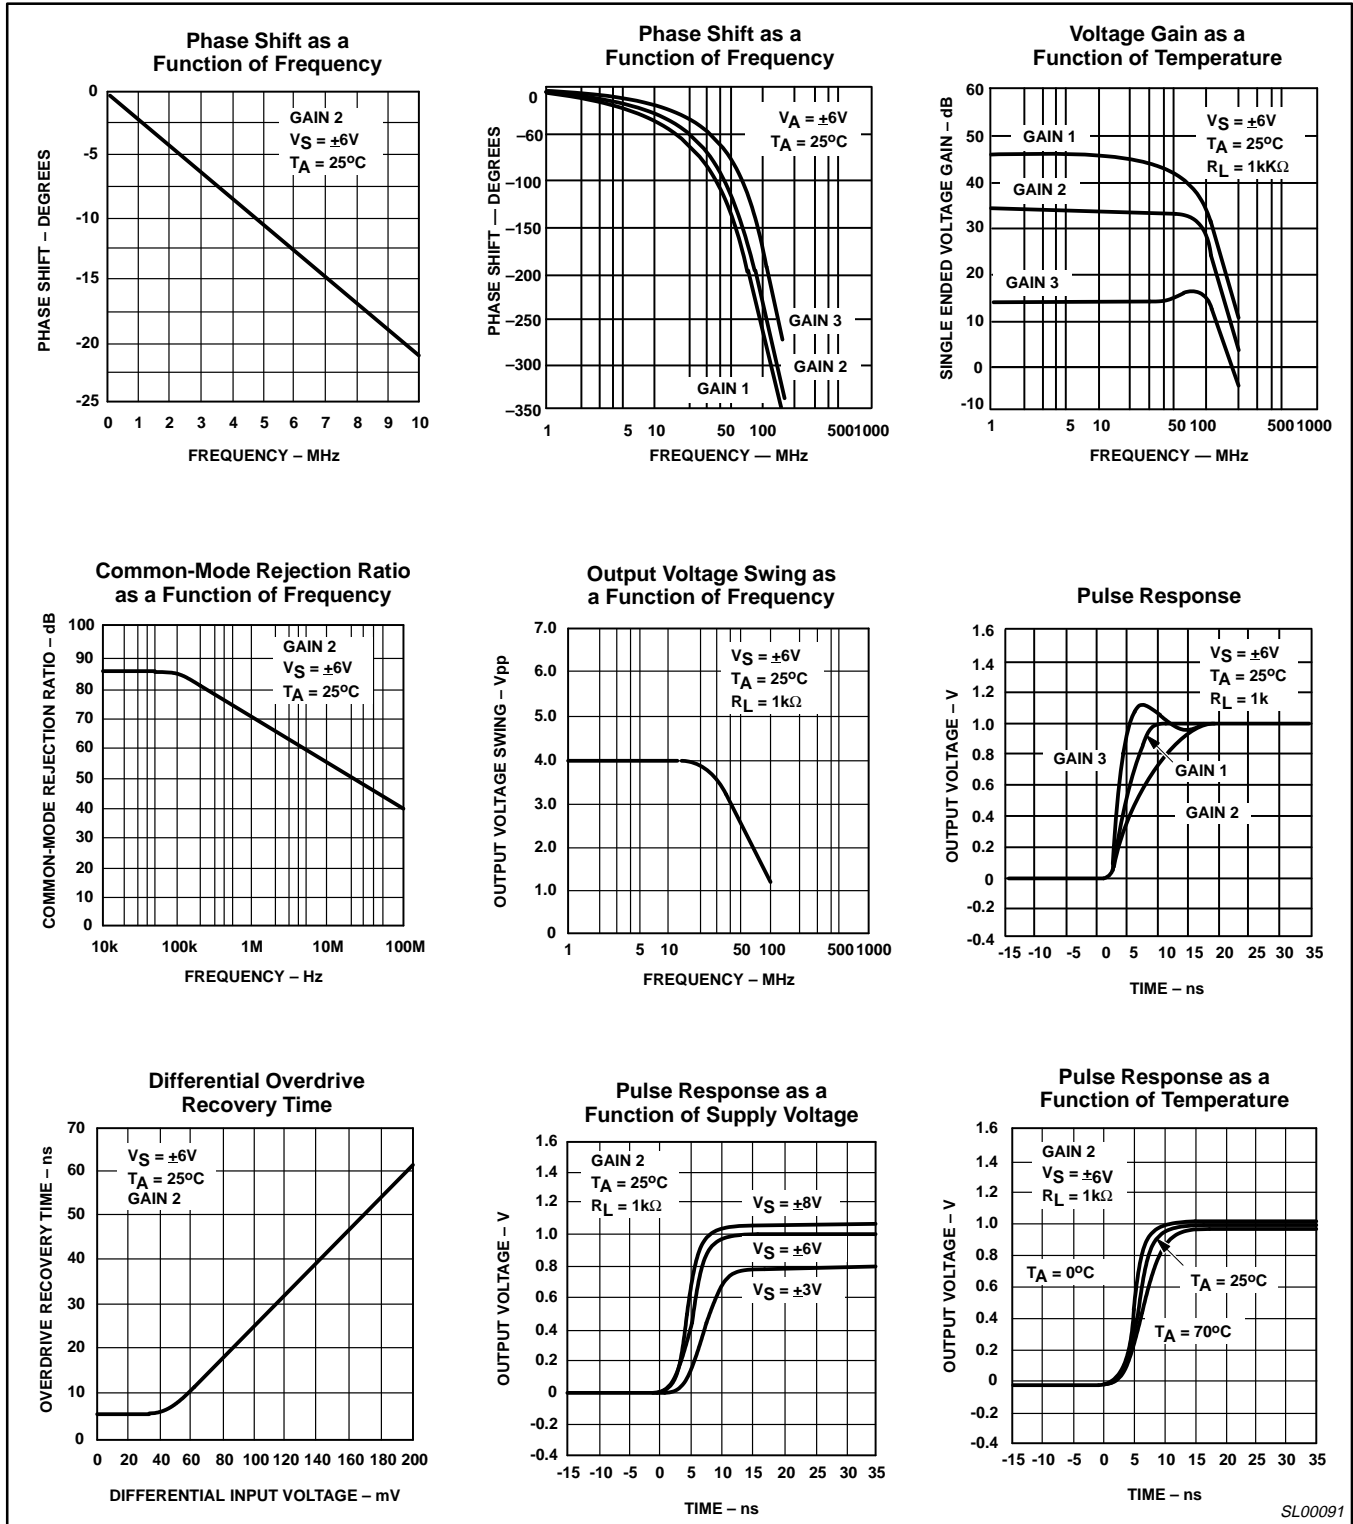 Phase Shift as a
Function of Frequency
PHASE SHIFT – DEGREES
0
-5
-10
-15
-20
-25
GAIN 2
VS = ±6V
TA = 25°C
0 1 2 3 4 5 6 7 8 9 10
FREQUENCY – MHz
Phase Shift as a
Function of Frequency
PHASE SHIFT — DEGREES
0
–60
–100
–150
–200
–250
–300
–350
VA = ±6V
TA = 25°C
GAIN 3
GAIN 2
GAIN 1
1 5 10 50 100 500 1000
FREQUENCY — MHz
Voltage Gain as a
Function of Temperature
SINGLE ENDED VOLTAGE GAIN – dB
60
50
40
30
20
10
0
-10
VS = ±6V
TA = 25°C
RL = 1kKΩ
GAIN 1
GAIN 2
GAIN 3
1 5 10 50 100 500 1000
FREQUENCY — MHz
Common-Mode Rejection Ratio
as a Function of Frequency
COMMON-MODE REJECTION RATIO – dB
100
90
80
70
60
50
40
30
20
10
0
GAIN 2
VS = ±6V
TA = 25°C
10k 100k 1M 10M 100M
FREQUENCY – Hz
Output Voltage Swing as
a Function of Frequency
OUTPUT VOLTAGE SWING – Vpp
7.0
6.0
5.0
4.0
3.0
2.0
1.0
0
VS = ±6V
TA = 25°C
RL = 1kΩ
1 5 10 50 100 500 1000
FREQUENCY – MHz
Pulse Response
OUTPUT VOLTAGE – V
1.6
1.4
1.2
1.0
0.8
0.6
0.4
0.2
0
-0.2
-0.4
VS = ±6V
TA = 25°C
RL = 1k
GAIN 3
GAIN 1
GAIN 2
-15 -10 -5 0 5 10 15 20 25 30 35
TIME – ns
Differential Overdrive
Recovery Time
OVERDRIVE RECOVERY TIME – ns
70
60
50
40
30
20
10
0
VS = ±6V
TA = 25°C
GAIN 2
0 20 40 60 80 100 120 140 160 180 200
DIFFERENTIAL INPUT VOLTAGE – mV
Pulse Response as a
Function of Supply Voltage
OUTPUT VOLTAGE – V
1.6
1.4
1.2
1.0
0.8
0.6
0.4
0.2
0
-0.2
-0.4
GAIN 2
TA = 25°C
RL = 1kΩ
VS = ±8V
VS = ±6V
VS = ±3V
-15 -10 -5 0 5 10 15 20 25 30 35
TIME – ns
Pulse Response as a
Function of Temperature
OUTPUT VOLTAGE – V
1.6
1.4
1.2
1.0
0.8
0.6
0.4
0.2
0
-0.2
-0.4
GAIN 2
VS = ±6V
RL = 1kΩ
TA = 0°C
TA = 25°C
TA = 70°C
-15 -10 -5 0 5 10 15 20 25 30 35
TIME – ns
SL00091